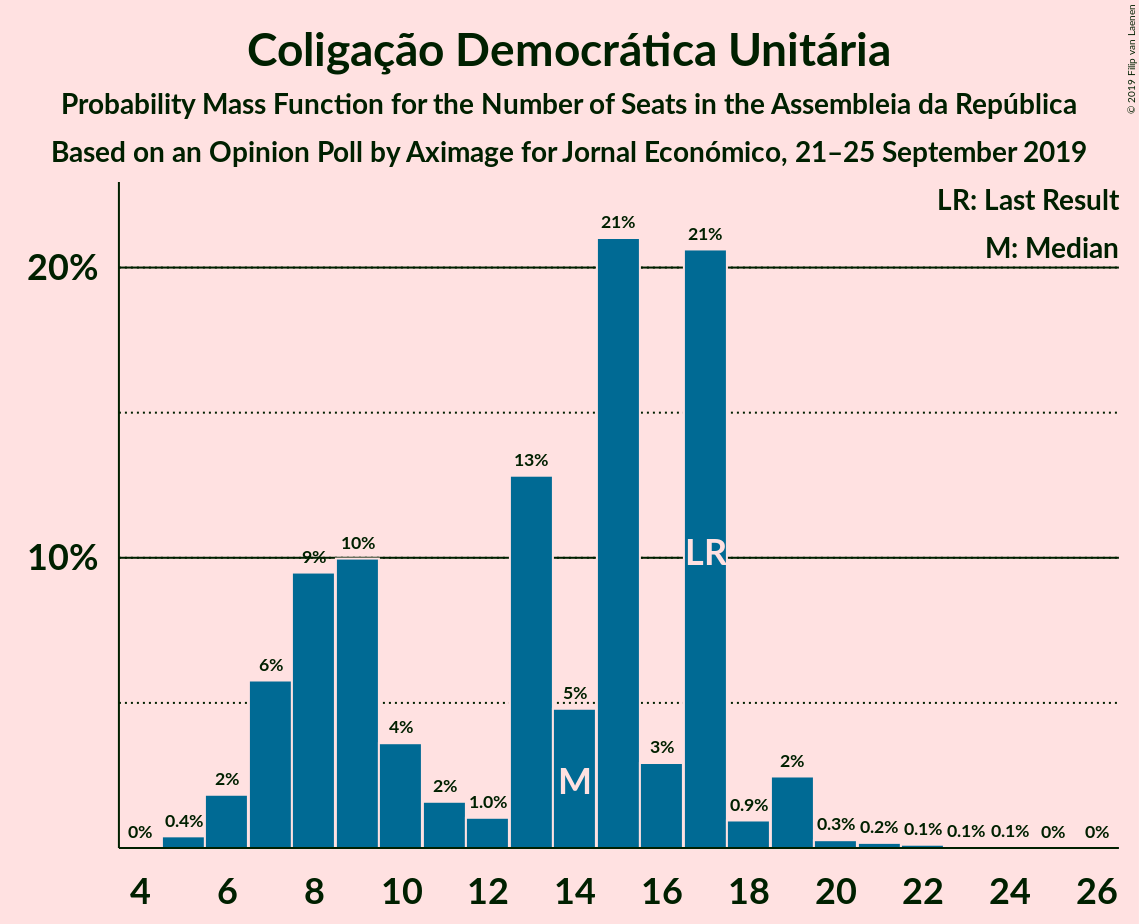 Coligação Democrática Unitária
Probability Mass Function for the Number of Seats in the Assembleia da República
Based on an Opinion Poll by Aximage for Jornal Económico, 21–25 September 2019
© 2019 Filip van Laenen
LR: Last Result
M: Median
20%
10%
0%
0.4%
2%
6%
9%
10%
4%
2%
1.0%
13%
5%
21%
3%
21%
0.9%
2%
0.3%
0.2%
0.1%
0.1%
0.1%
0%
0%
LR
M
4 6 8 10 12 14 16 18 20 22 24 26